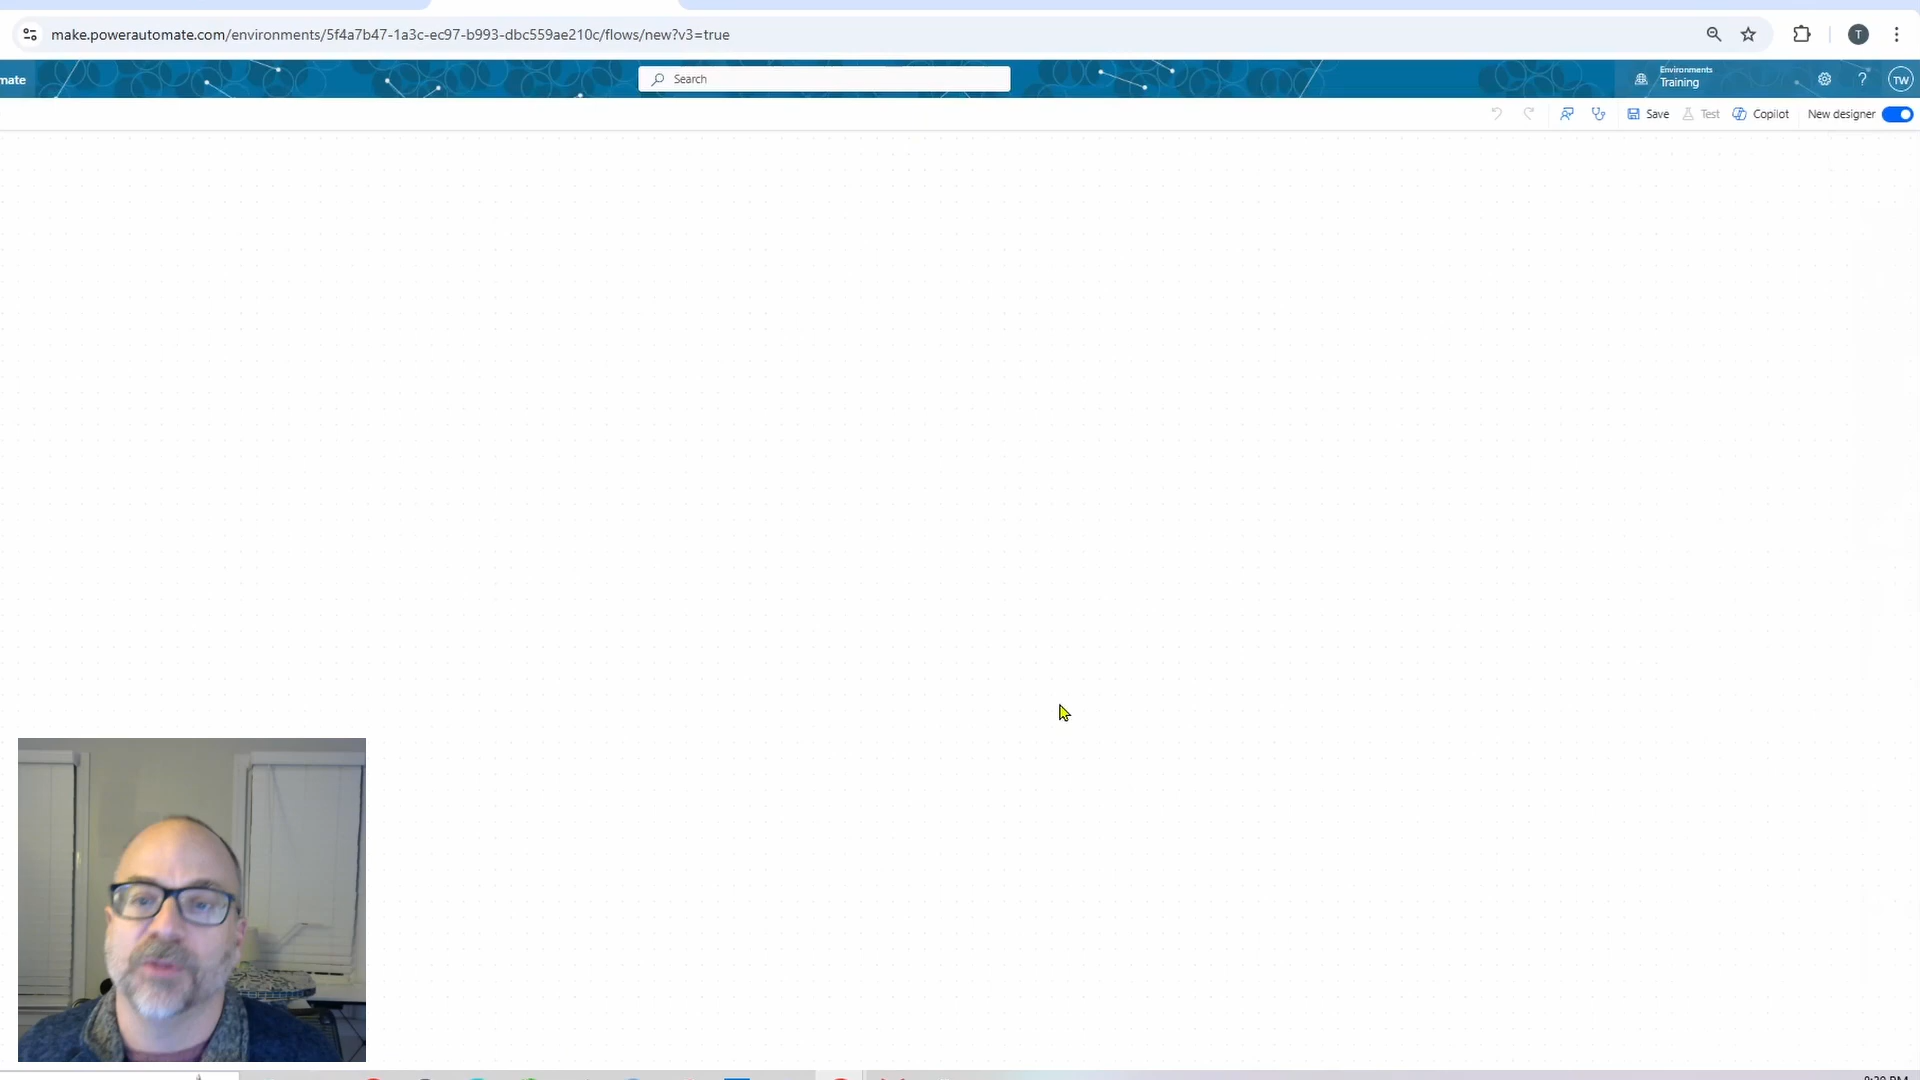 make.powerautomate.com/environments/5f4a7b47-1a3c-ec97-b993-dbc559ae210c/flows/new?v3=true
T
mate
Search
Environments
Training
?
TW
Save
Test
Copilot
New designer